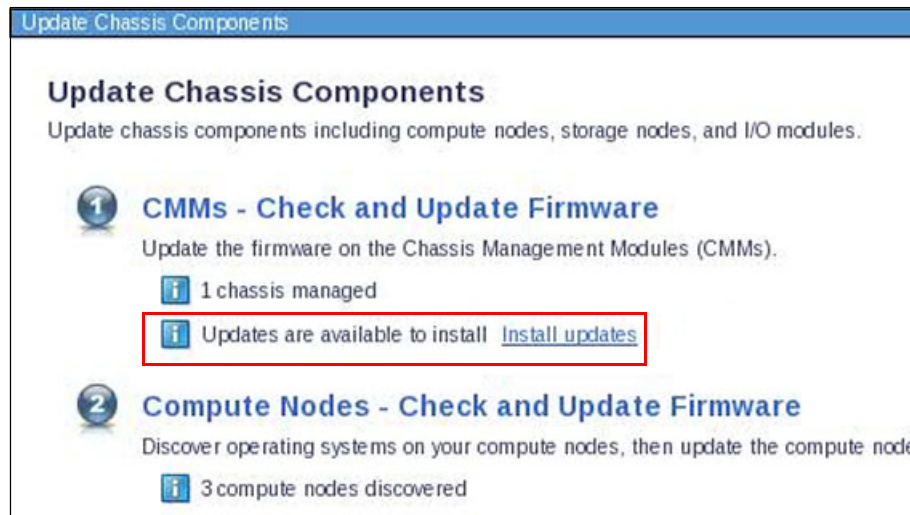 Update Chassis Components
Update Chassis Components
Update chassis components including compute nodes, storage nodes, and I/O modules.
1 CMMs - Check and Update Firmware
Update the firmware on the Chassis Management Modules (CMMs).
1 chassis managed
Updates are available to install Install updates
2 Compute Nodes - Check and Update Firmware
Discover operating systems on your compute nodes, then update the compute node
3 compute nodes discovered